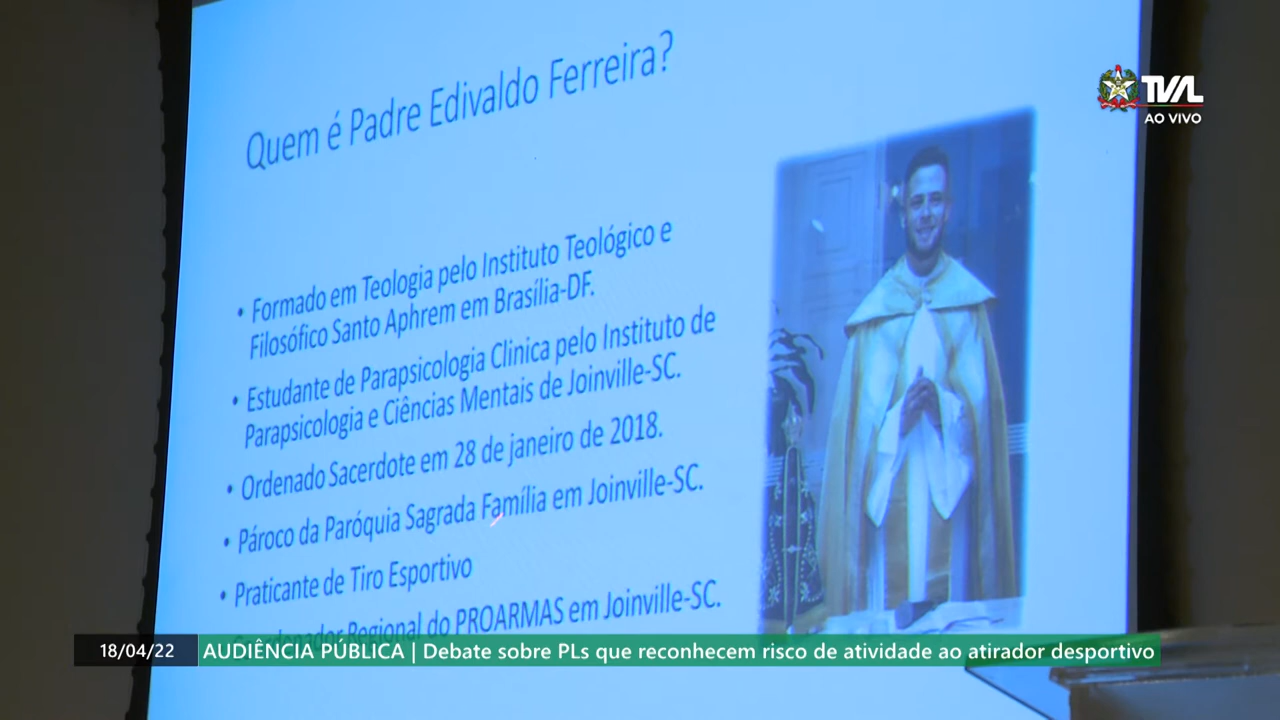 TVAL
AO VIVO
Quem é Padre Edivaldo Ferreira?
• Formado em Teologia pelo Instituto Teológico e
Filosófico Santo Aphrem em Brasília-DF.
• Estudante de Parapsicologia Clinica pelo Instituto de
Parapsicologia e Ciências Mentais de Joinville-SC.
• Ordenado Sacerdote em 28 de janeiro de 2018.
• Pároco da Paróquia Sagrada Família em Joinville-SC.
• Praticante de Tiro Esportivo
Coordenador Regional do PROARMAS em Joinville-SC.
18/04/22 AUDIÊNCIA PÚBLICA | Debate sobre PLs que reconhecem risco de atividade ao atirador desportivo